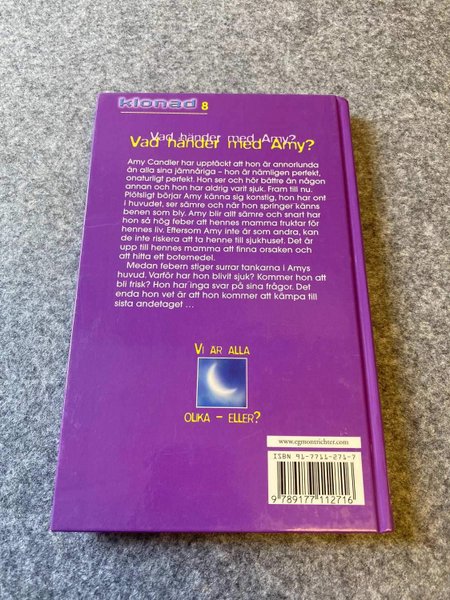 klonad 8
Vad händer med Amy?
Vad händer med Amy?
Amy Candler har upptäckt att hon är annorlunda
än alla sina jämnåriga – hon är nämligen perfekt,
onaturligt perfekt. Hon ser och hör bättre än någon
annan och hon har aldrig varit sjuk. Fram till nu.
Plötsligt börjar Amy känna sig konstig, hon har ont
i huvudet, ser sämre och när hon springer känns
benen som bly. Amy blir allt sämre och snart har
hon så hög feber att hennes mamma fruktar för
hennes liv. Eftersom Amy inte är som andra, kan
de inte riskera att ta henne till sjukhuset. Det är
upp till hennes mamma att finna orsaken och
att hitta ett botemedel.
Medan febern stiger surrar tankarna i Amys
huvud. Varför har hon blivit sjuk? Kommer hon att
bli frisk? Hon har inga svar på sina frågor. Det
enda hon vet är att hon kommer att kämpa till
sista andetaget ...
VI ÄR ALLA
OLIKA – ELLER?
www.egmontrichter.com
ISBN 91-7711-271-7
9 789177 112716